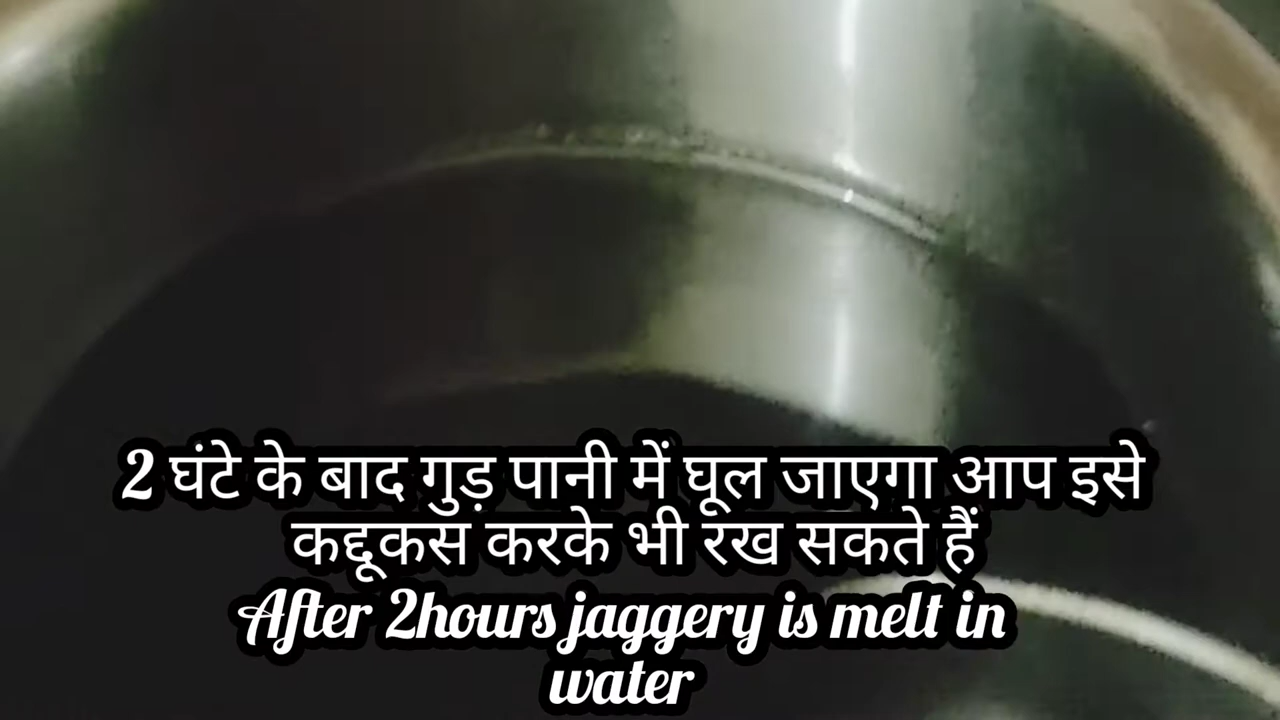 2 घंटे के बाद गुड़ पानी में घूल जाएगा आप इसे
कद्दूकस करके भी रख सकते हैं
After 2hours jaggery is melt in
water